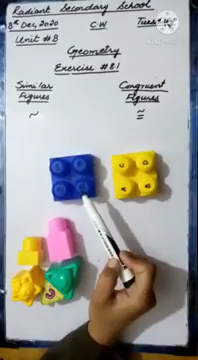 Radiant Secondary School
8th Dec, 2020 C.W Tuesday
Unit #8
Geometry
Exercise # 8.1
Similar Figures
~
Congruent Figures
≅
A B C D